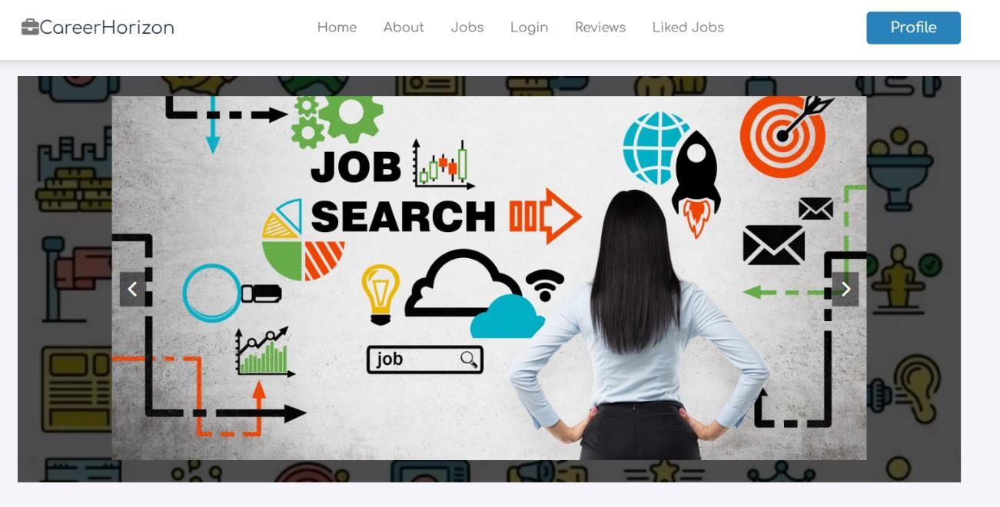 CareerHorizon
Home About Jobs Login Reviews Liked Jobs
Profile
JOB
SEARCH
job